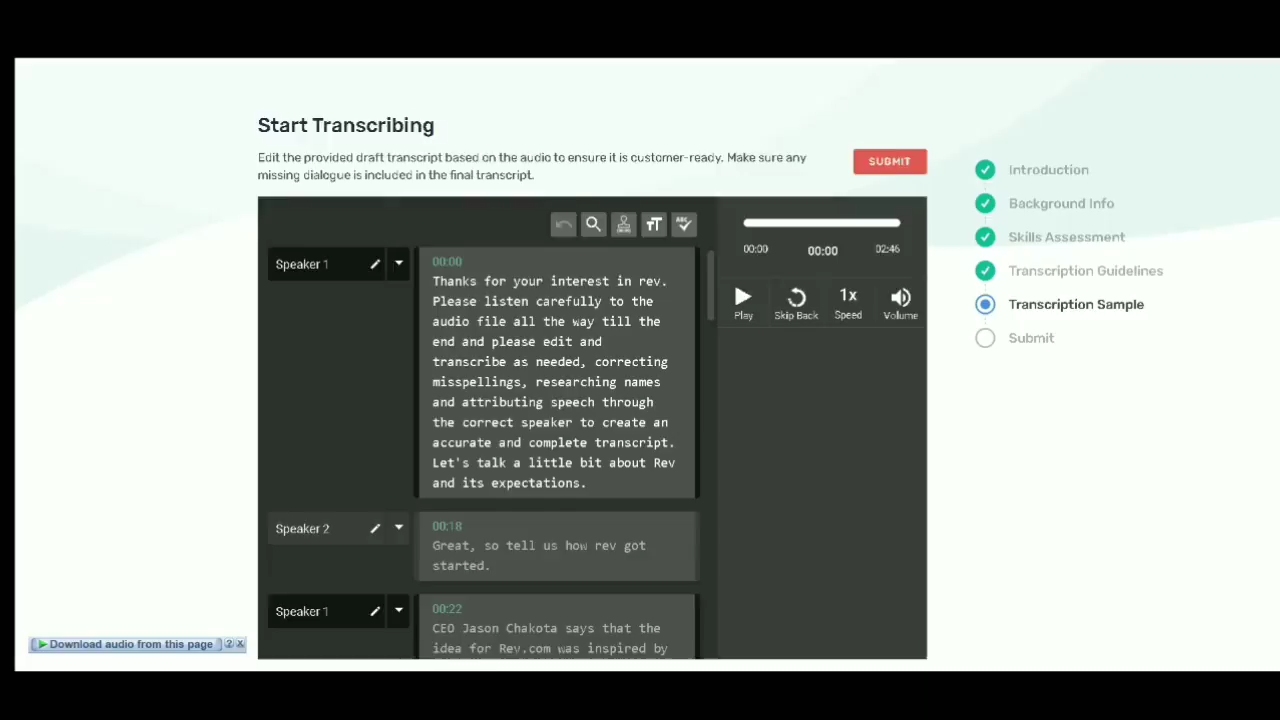 Start Transcribing
Edit the provided draft transcript based on the audio to ensure it is customer-ready. Make sure any
missing dialogue is included in the final transcript.
SUBMIT
Introduction
Background Info
Skills Assessment
Transcription Guidelines
Transcription Sample
Submit
ABC
00:00
00:00
02:46
Play
Skip Back
1x
Speed
Volume
Speaker 1
00:00
Thanks for your interest in rev.
Please listen carefully to the
audio file all the way till the
end and please edit and
transcribe as needed, correcting
misspellings, researching names
and attributing speech through
the correct speaker to create an
accurate and complete transcript.
Let's talk a little bit about Rev
and its expectations.
Speaker 2
00:18
Great, so tell us how rev got
started.
Speaker 1
00:22
CEO Jason Chakota says that the
idea for Rev.com was inspired by
Download audio from this page
? X